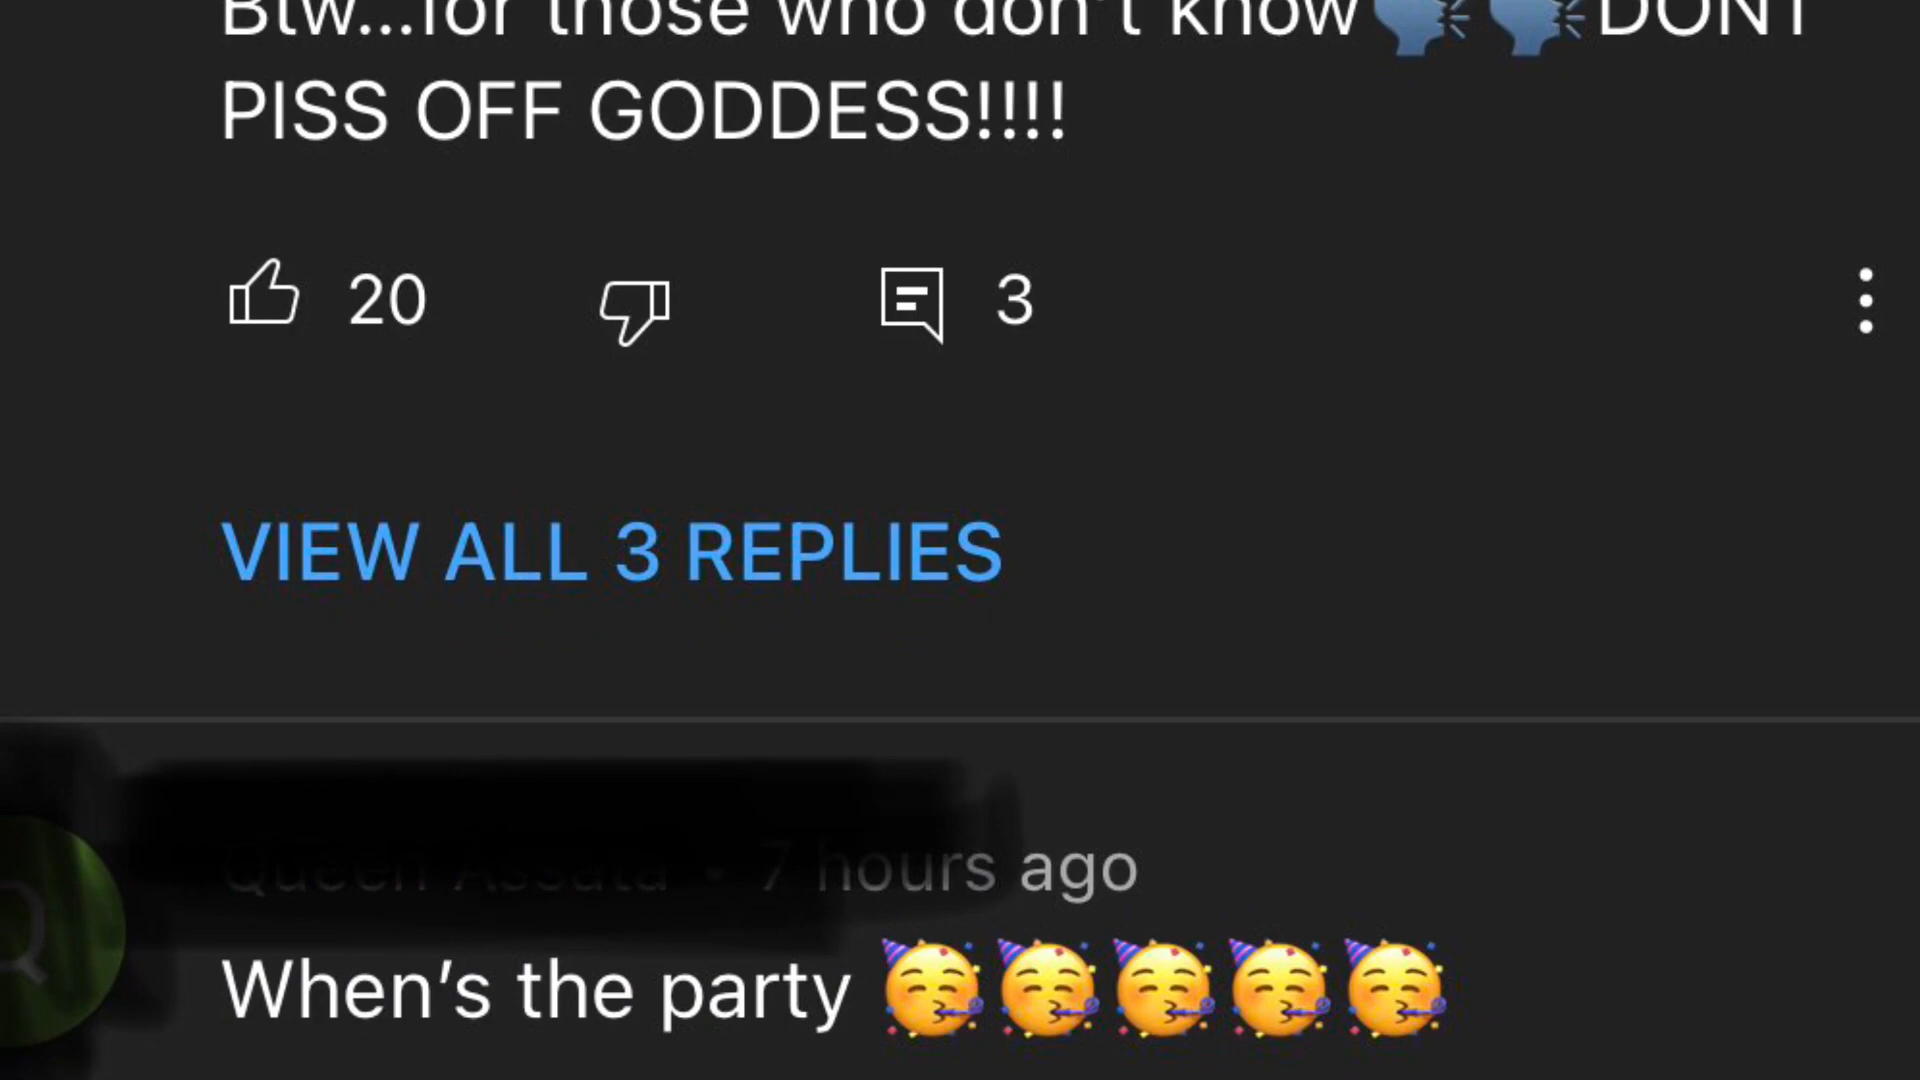 Btw...for those who don't know🗣🗣DONT
PISS OFF GODDESS!!!!
20 3
VIEW ALL 3 REPLIES
7 hours ago
When's the party 🥳🥳🥳🥳🥳